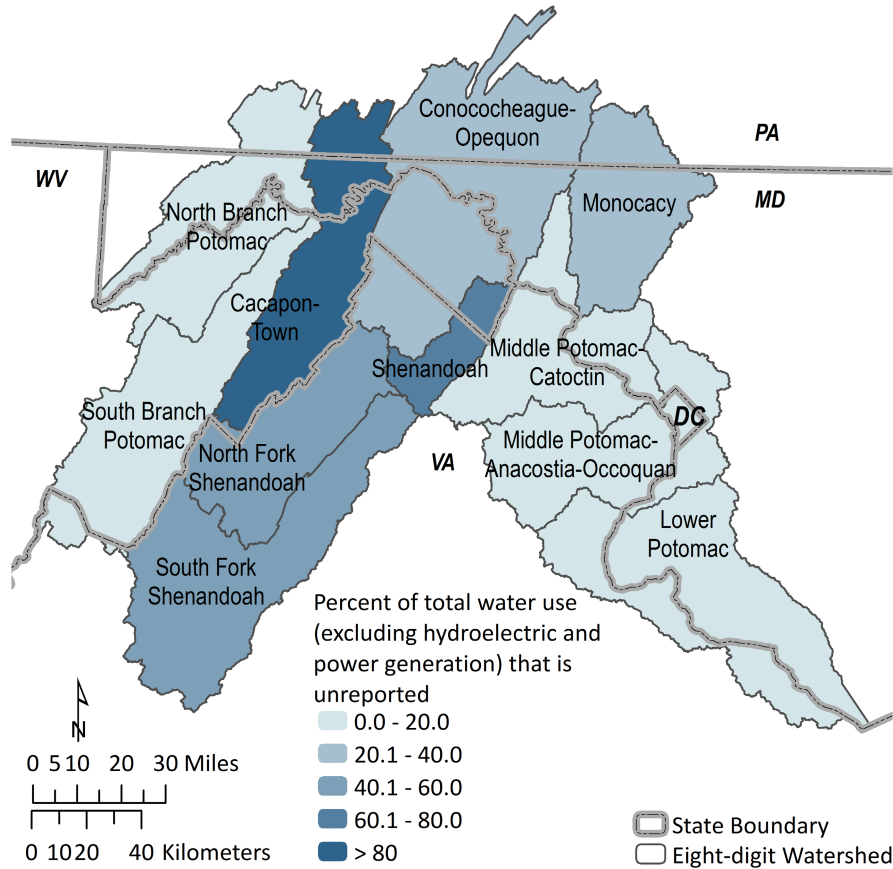 Conococheague-
Opequon
PA
WV
Monocacy
MD
North Branch
Potomac
Cacapon-
Town
Shenandoah
Middle Potomac-
Catoctin
South Branch
Potomac
DC
North Fork
Shenandoah
VA
Middle Potomac-
Anacostia-Occoquan
Lower
Potomac
South Fork
Shenandoah
Percent of total water use
(excluding hydroelectric and
power generation) that is
unreported
0.0 - 20.0
20.1 - 40.0
40.1 - 60.0
60.1 - 80.0
> 80
N
0 5 10 20 30 Miles
0 10 20 40 Kilometers
State Boundary
Eight-digit Watershed